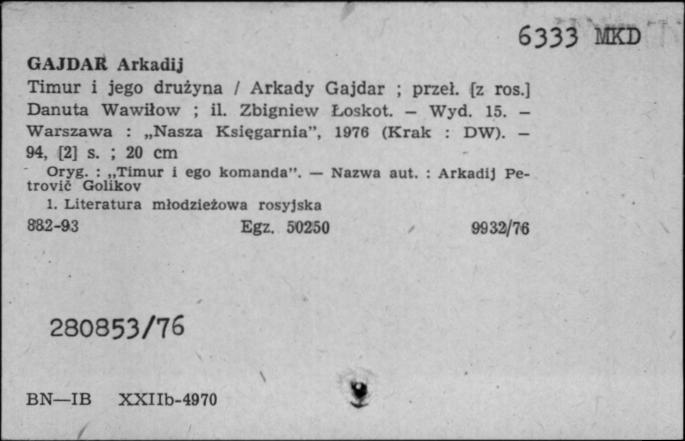 6333 MKD
GAJDAR Arkadij
Timur i jego drużyna / Arkady Gajdar ; przeł. [z ros.]
Danuta Wawiłow ; il. Zbigniew Łoskot. — Wyd. 15. —
Warszawa : „Nasza Księgarnia”, 1976 (Krak : DW). —
94, [2] s. ; 20 cm
Oryg. : „Timur i ego komanda”. — Nazwa aut. : Arkadij Pe-
trovič Golikov
1. Literatura młodzieżowa rosyjska
882-93 Egz. 50250 9932/76
280853/76
BN—IB XXIIb-4970